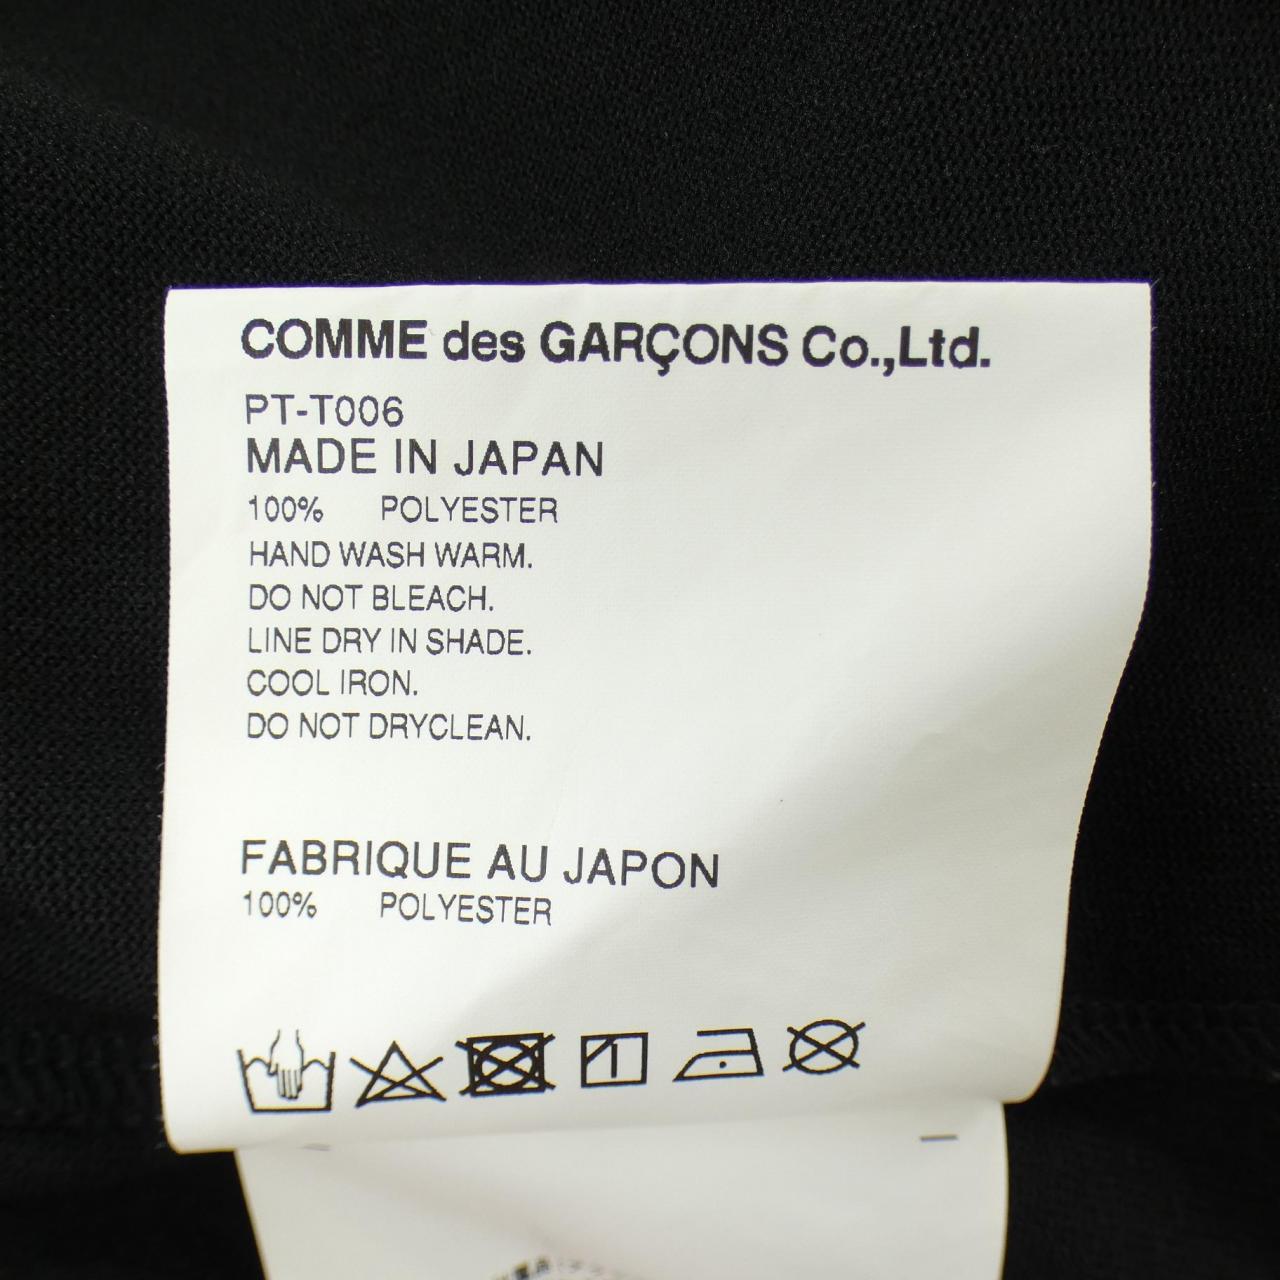 COMME des GARÇONS Co.,Ltd.
PT-T006
MADE IN JAPAN
100% POLYESTER
HAND WASH WARM.
DO NOT BLEACH.
LINE DRY IN SHADE.
COOL IRON.
DO NOT DRYCLEAN.
FABRIQUE AU JAPON
100% POLYESTER